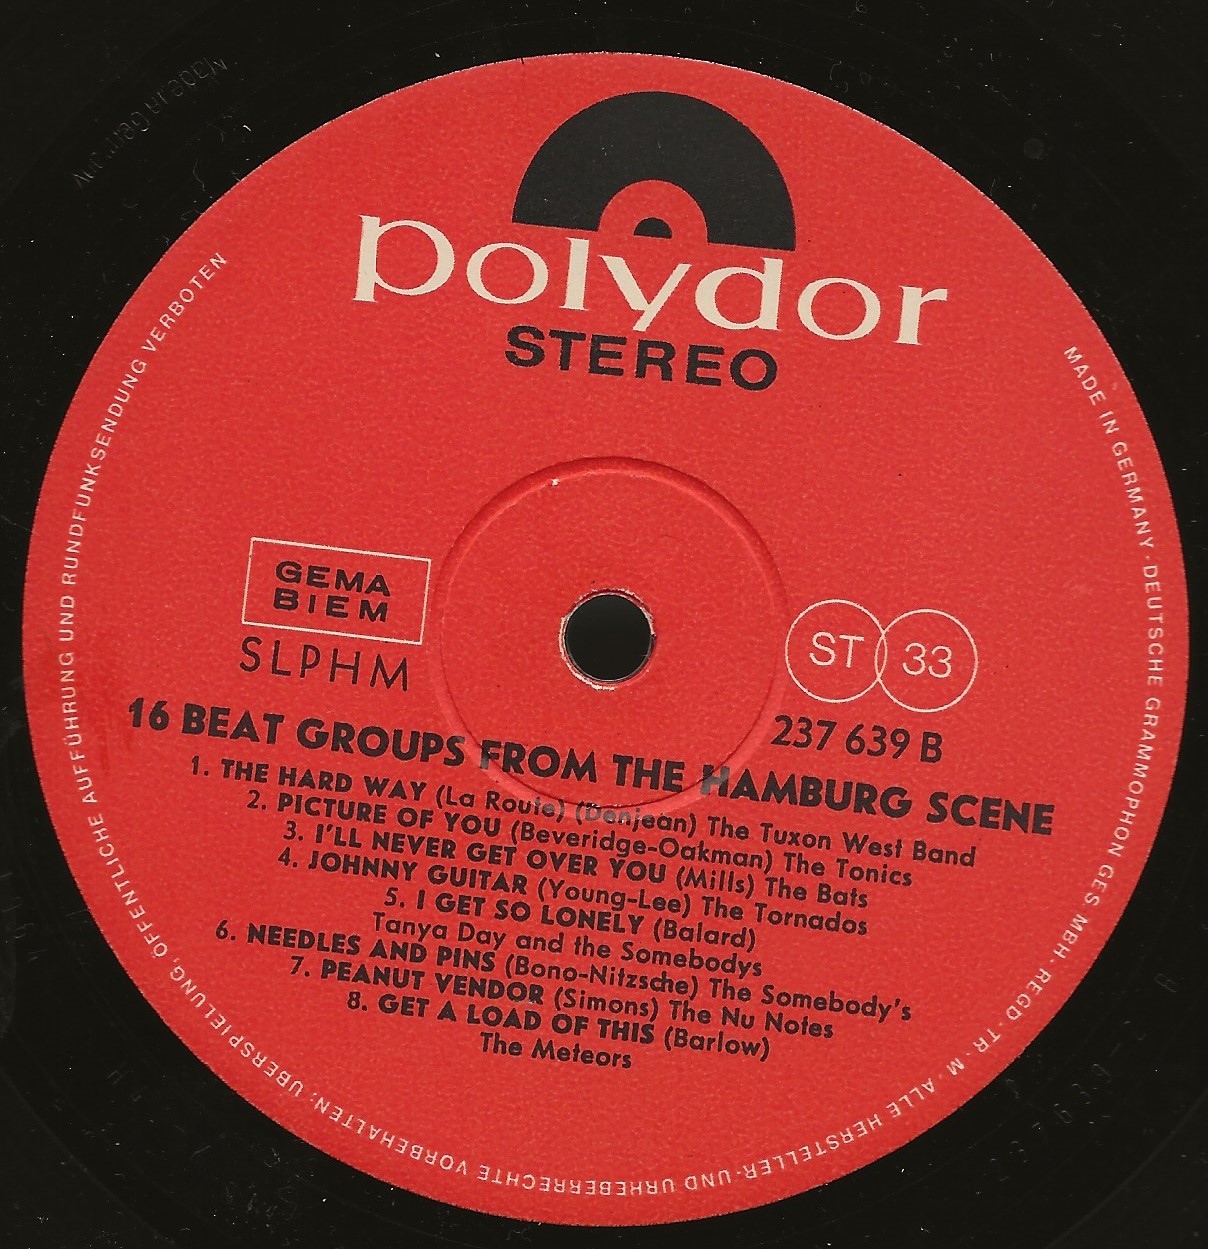 polydor
STEREO
GEMA
BIEM
SLPHM
ST 33
237 639 B
16 BEAT GROUPS FROM THE HAMBURG SCENE
1. THE HARD WAY (La Route) (Denjean) The Tuxon West Band
2. PICTURE OF YOU (Beveridge-Oakman) The Tonics
3. I'LL NEVER GET OVER YOU (Mills) The Bats
4. JOHNNY GUITAR (Young-Lee) The Tornados
5. I GET SO LONELY (Balard)
Tanya Day and the Somebodys
6. NEEDLES AND PINS (Bono-Nitzsche) The Somebody's
7. PEANUT VENDOR (Simons) The Nu Notes
8. GET A LOAD OF THIS (Barlow)
The Meteors
MADE IN GERMANY · DEUTSCHE GRAMMOPHON GES MBH · REGD · TR · M · ALLE HERSTELLER-UND URHEBERRECHTE VORBEHALTEN; ÜBERSPIELUNG, ÖFFENTLICHE AUFFÜHRUNG UND RUNDFUNKSENDUNG VERBOTEN
Made in Germany